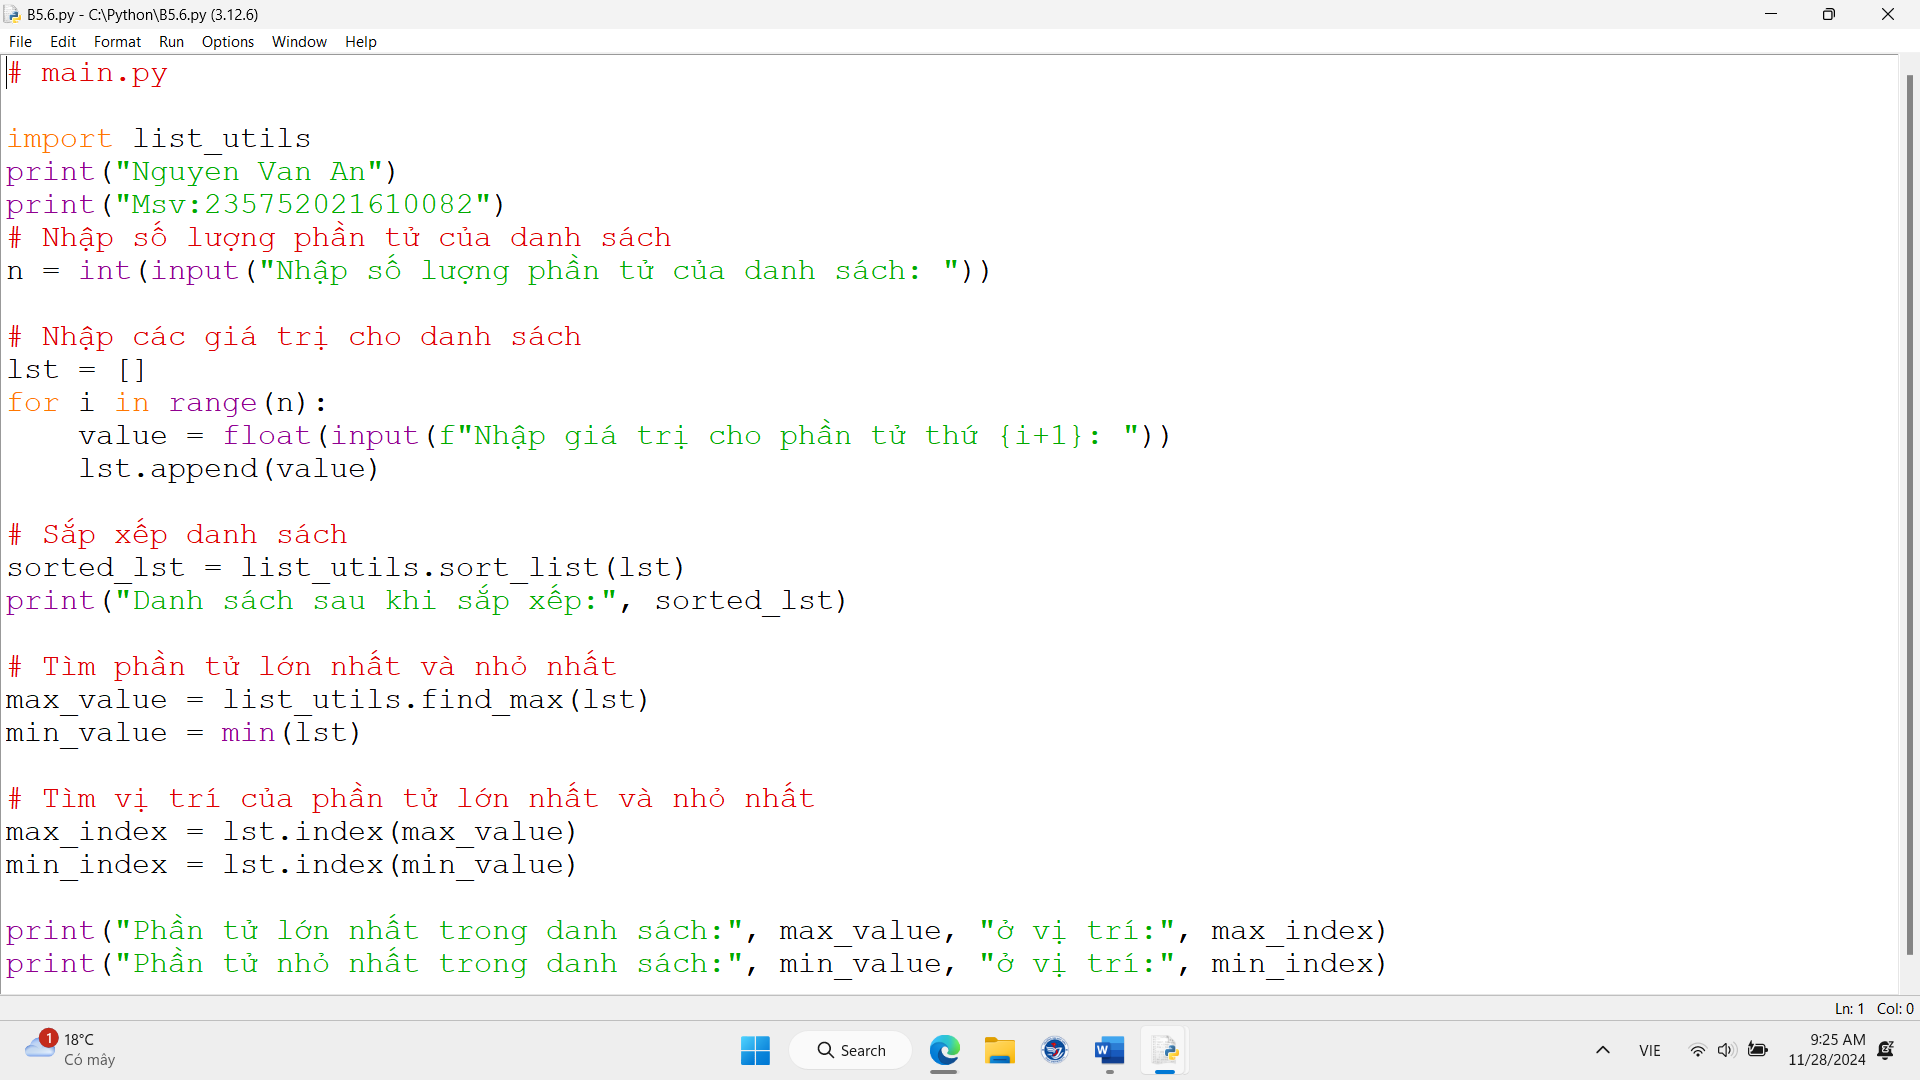 B5.6.py - C:\Python\B5.6.py (3.12.6)
File Edit Format Run Options Window Help
# main.py
import list_utils
print("Nguyen Van An")
print("Msv:235752021610082")
# Nhập số lượng phần tử của danh sách
n = int(input("Nhập số lượng phần tử của danh sách: "))
# Nhập các giá trị cho danh sách
lst = []
for i in range(n):
    value = float(input(f"Nhập giá trị cho phần tử thứ {i+1}: "))
    lst.append(value)
# Sắp xếp danh sách
sorted_lst = list_utils.sort_list(lst)
print("Danh sách sau khi sắp xếp:", sorted_lst)
# Tìm phần tử lớn nhất và nhỏ nhất
max_value = list_utils.find_max(lst)
min_value = min(lst)
# Tìm vị trí của phần tử lớn nhất và nhỏ nhất
max_index = lst.index(max_value)
min_index = lst.index(min_value)
print("Phần tử lớn nhất trong danh sách:", max_value, "ở vị trí:", max_index)
print("Phần tử nhỏ nhất trong danh sách:", min_value, "ở vị trí:", min_index)
Ln: 1 Col: 0
1
18°C
Có mây
Search
VIE
9:25 AM
11/28/2024